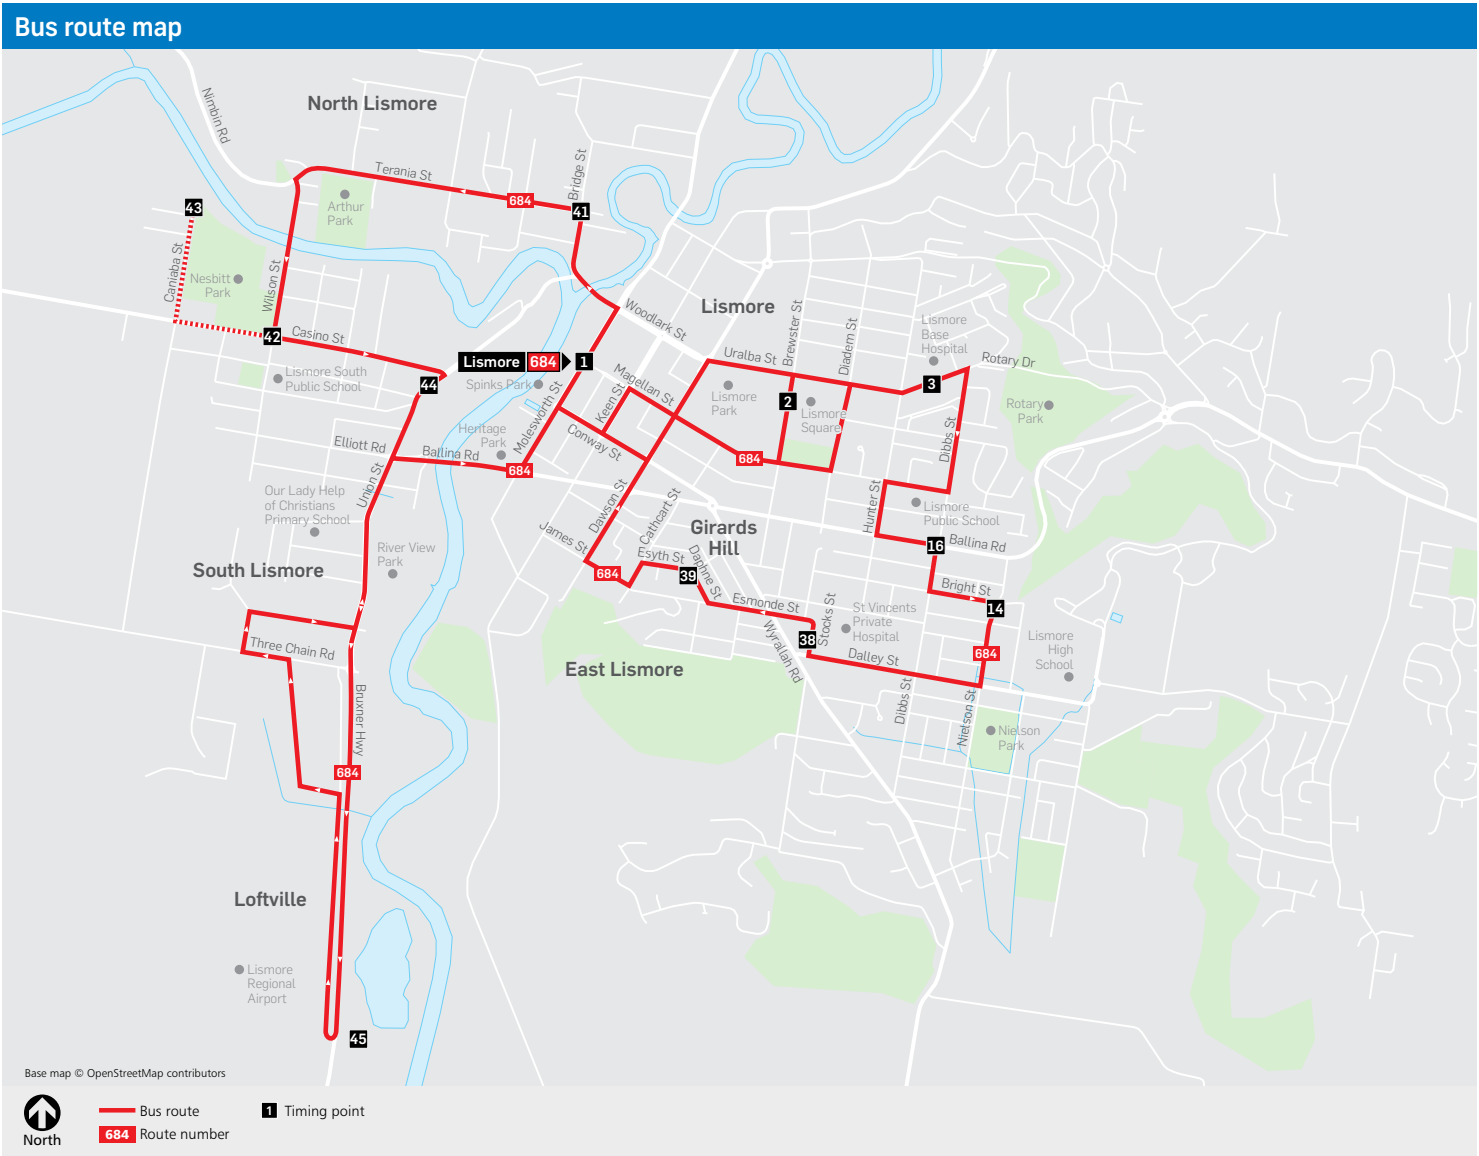 Bus route map
North Lismore
Nimbin Rd
Terania St
684
Bridge St
41
Arthur
Park
43
Caniaba St
Nesbitt
Park
Wilson St
42
Casino St
Lismore South
Public School
44
Lismore 684
1
Spinks Park
Woodlark St
Lismore
Uralba St
Brewster St
Diadem St
Lismore
Base
Hospital
Rotary Dr
3
Rotary
Park
Magellan St
Keen St
Lismore
Park
2
Lismore
Square
Molesworth St
Heritage
Park
Conway St
Elliott Rd
Ballina Rd
684
684
Dibbs St
Union St
Our Lady Help
of Christians
Primary School
Dawson St
Cathcart St
Girards
Hill
Hunter St
Lismore
Public School
16
Ballina Rd
River View
Park
James St
Esyth St
684
39
Daphne St
South Lismore
Bright St
14
Esmonde St
Stocks St
St Vincents
Private
Hospital
38
Wyrallah Rd
Dalley St
684
Lismore
High
School
Three Chain Rd
East Lismore
Dibbs St
Nielson St
Nielson
Park
Bruxner Hwy
684
Loftville
Lismore
Regional
Airport
45
Base map © OpenStreetMap contributors
North
Bus route
684 Route number
1 Timing point